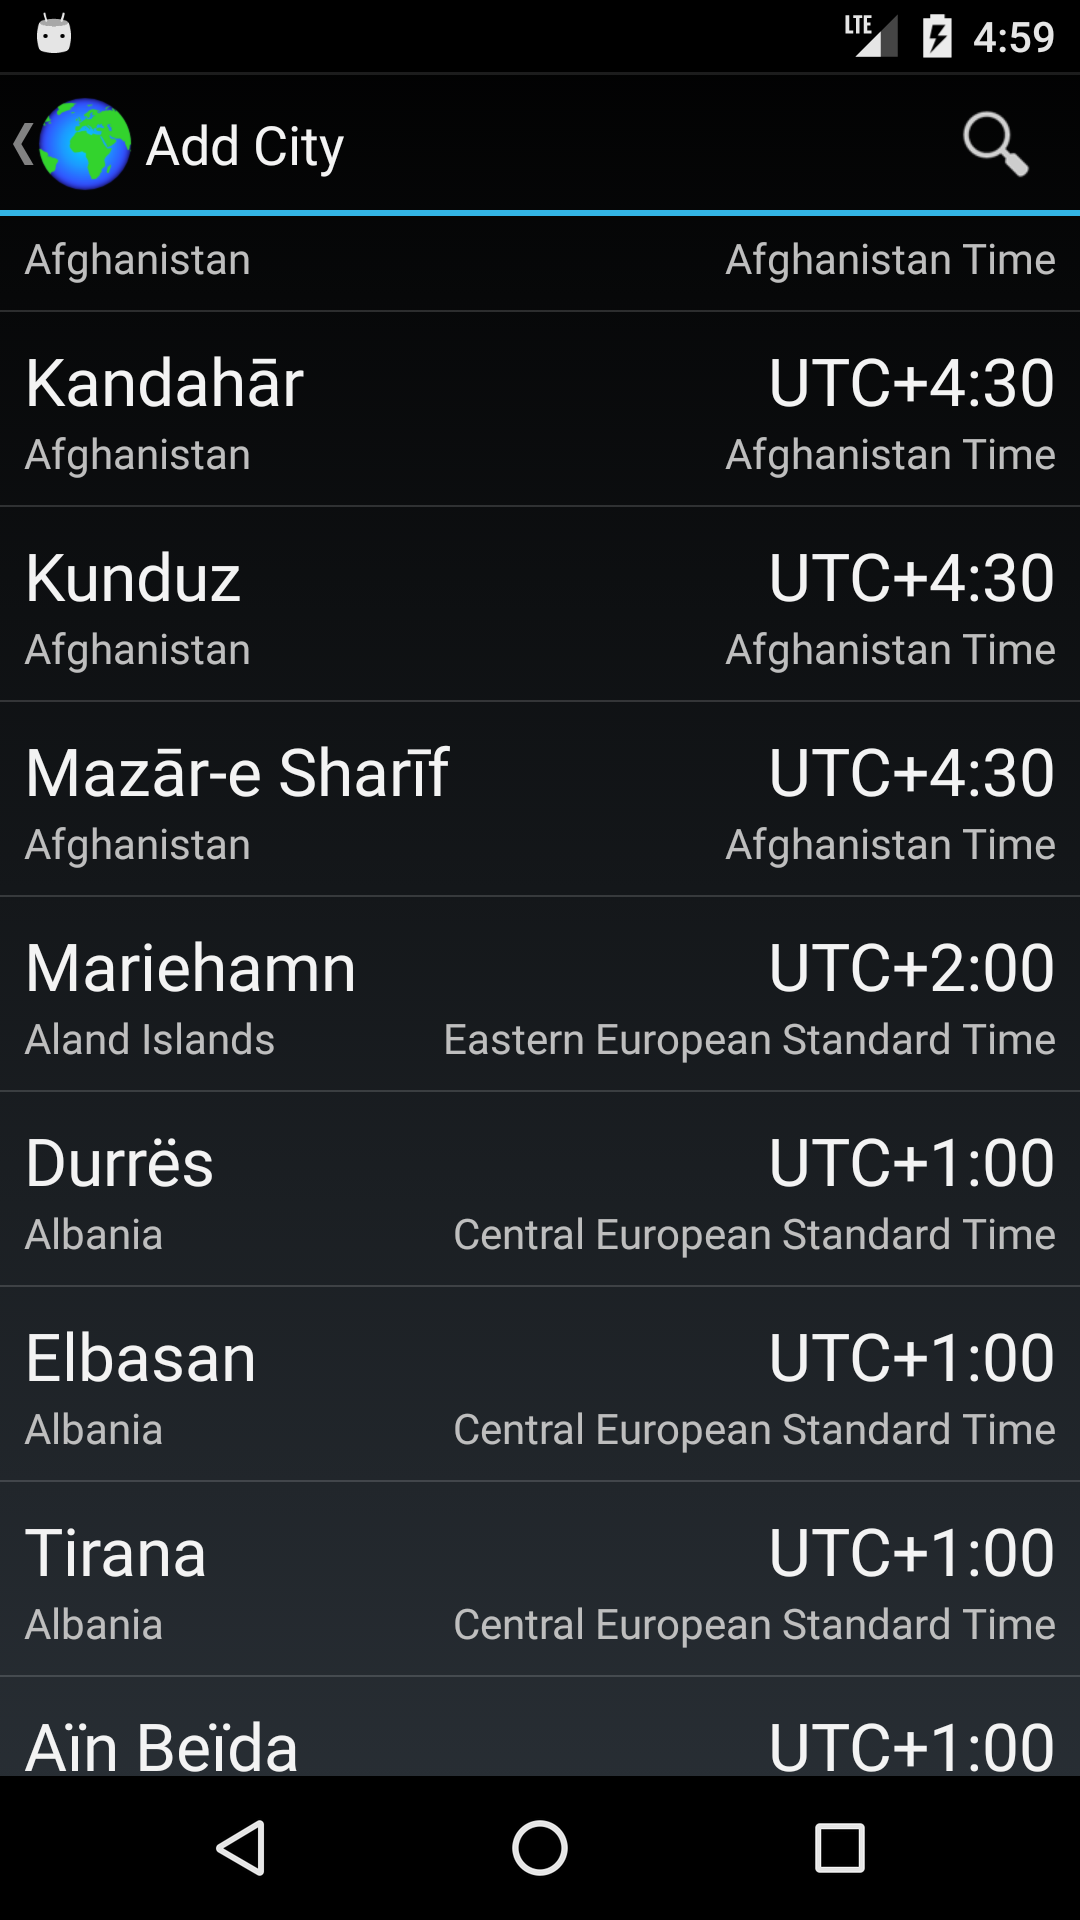 LTE 4:59
Add City
Afghanistan Afghanistan Time
Kandahār UTC+4:30
Afghanistan Afghanistan Time
Kunduz UTC+4:30
Afghanistan Afghanistan Time
Mazār-e Sharīf UTC+4:30
Afghanistan Afghanistan Time
Mariehamn UTC+2:00
Aland Islands Eastern European Standard Time
Durrës UTC+1:00
Albania Central European Standard Time
Elbasan UTC+1:00
Albania Central European Standard Time
Tirana UTC+1:00
Albania Central European Standard Time
Aïn Beïda UTC+1:00